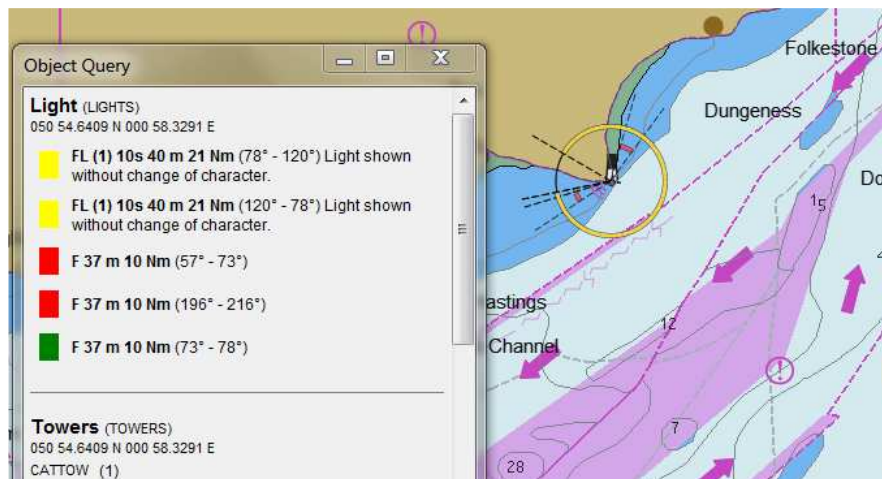 Object Query
Light (LIGHTS)
050 54.6409 N 000 58.3291 E
FL (1) 10s 40 m 21 Nm (78° - 120°) Light shown
without change of character.
FL (1) 10s 40 m 21 Nm (120° - 78°) Light shown
without change of character.
F 37 m 10 Nm (57° - 73°)
F 37 m 10 Nm (196° - 216°)
F 37 m 10 Nm (73° - 78°)
Towers (TOWERS)
050 54.6409 N 000 58.3291 E
CATTOW (1)
Folkestone
Dungeness
Do
15
4
astings
12
Channel
7
28